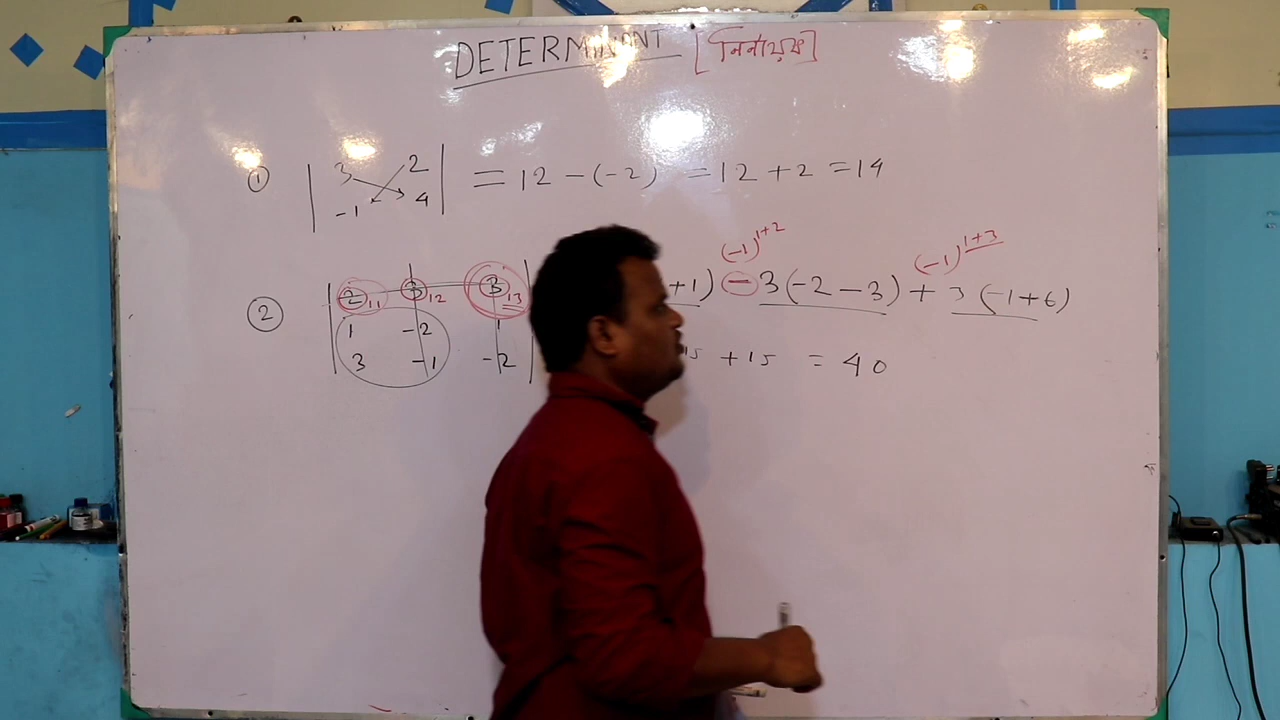 DETERMINANT [নির্নায়ক]
① | 3 2 | = 12 - (-2) = 12 + 2 = 14
-1 4
(-1)^{1+2} (-1)^{1+3}
② | 2₁₁ 3₁₂ 3₁₃ | +1) - 3(-2-3) + 3(-1+6)
1 -2 1
3 -1 -2 15 + 15 = 40